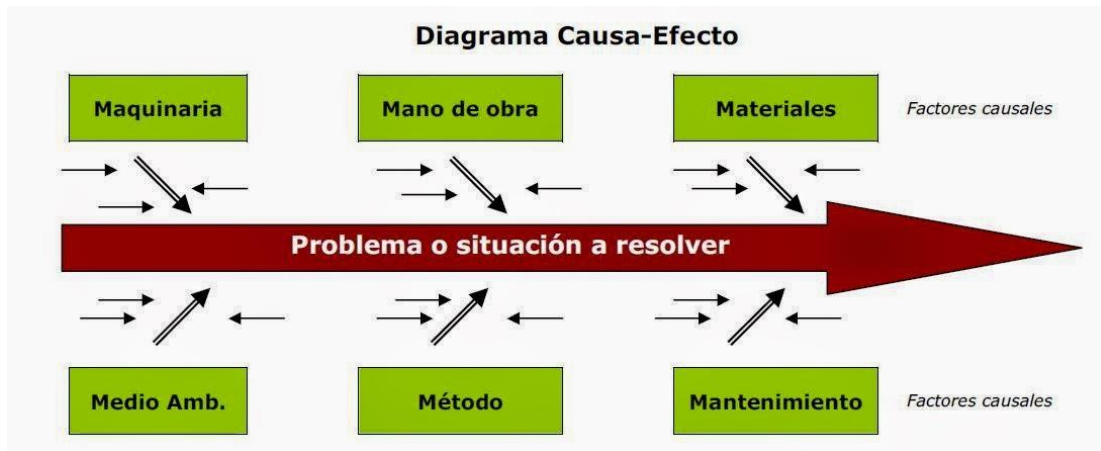 Diagrama Causa-Efecto
Maquinaria
Mano de obra
Materiales
Factores causales
Problema o situación a resolver
Medio Amb.
Método
Mantenimiento
Factores causales